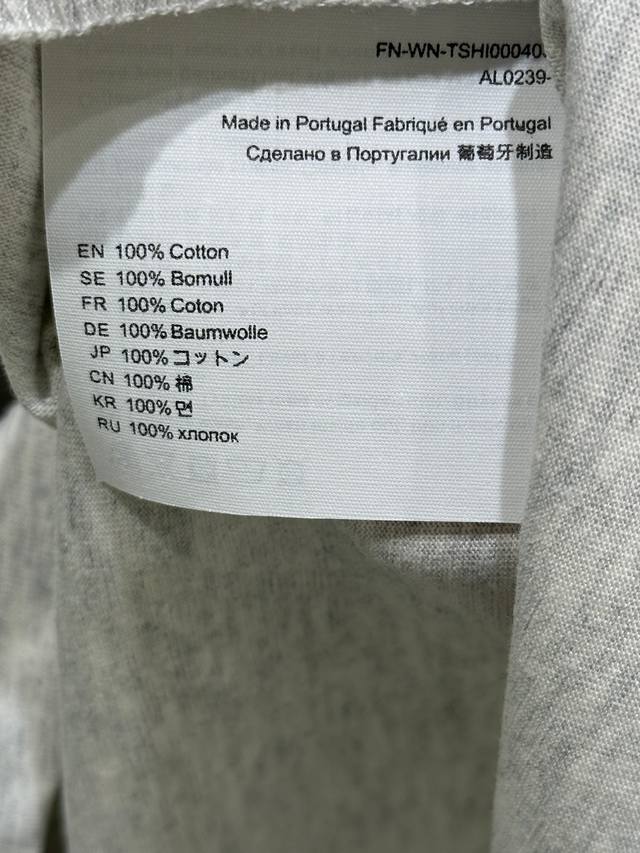 FN-WN-TSHI00040
AL0239-
Made in Portugal Fabriqué en Portugal
Сделано в Португалии 葡萄牙制造
EN 100% Cotton
SE 100% Bomull
FR 100% Coton
DE 100% Baumwolle
JP 100% コットン
CN 100% 棉
KR 100% 면
RU 100% хлопок